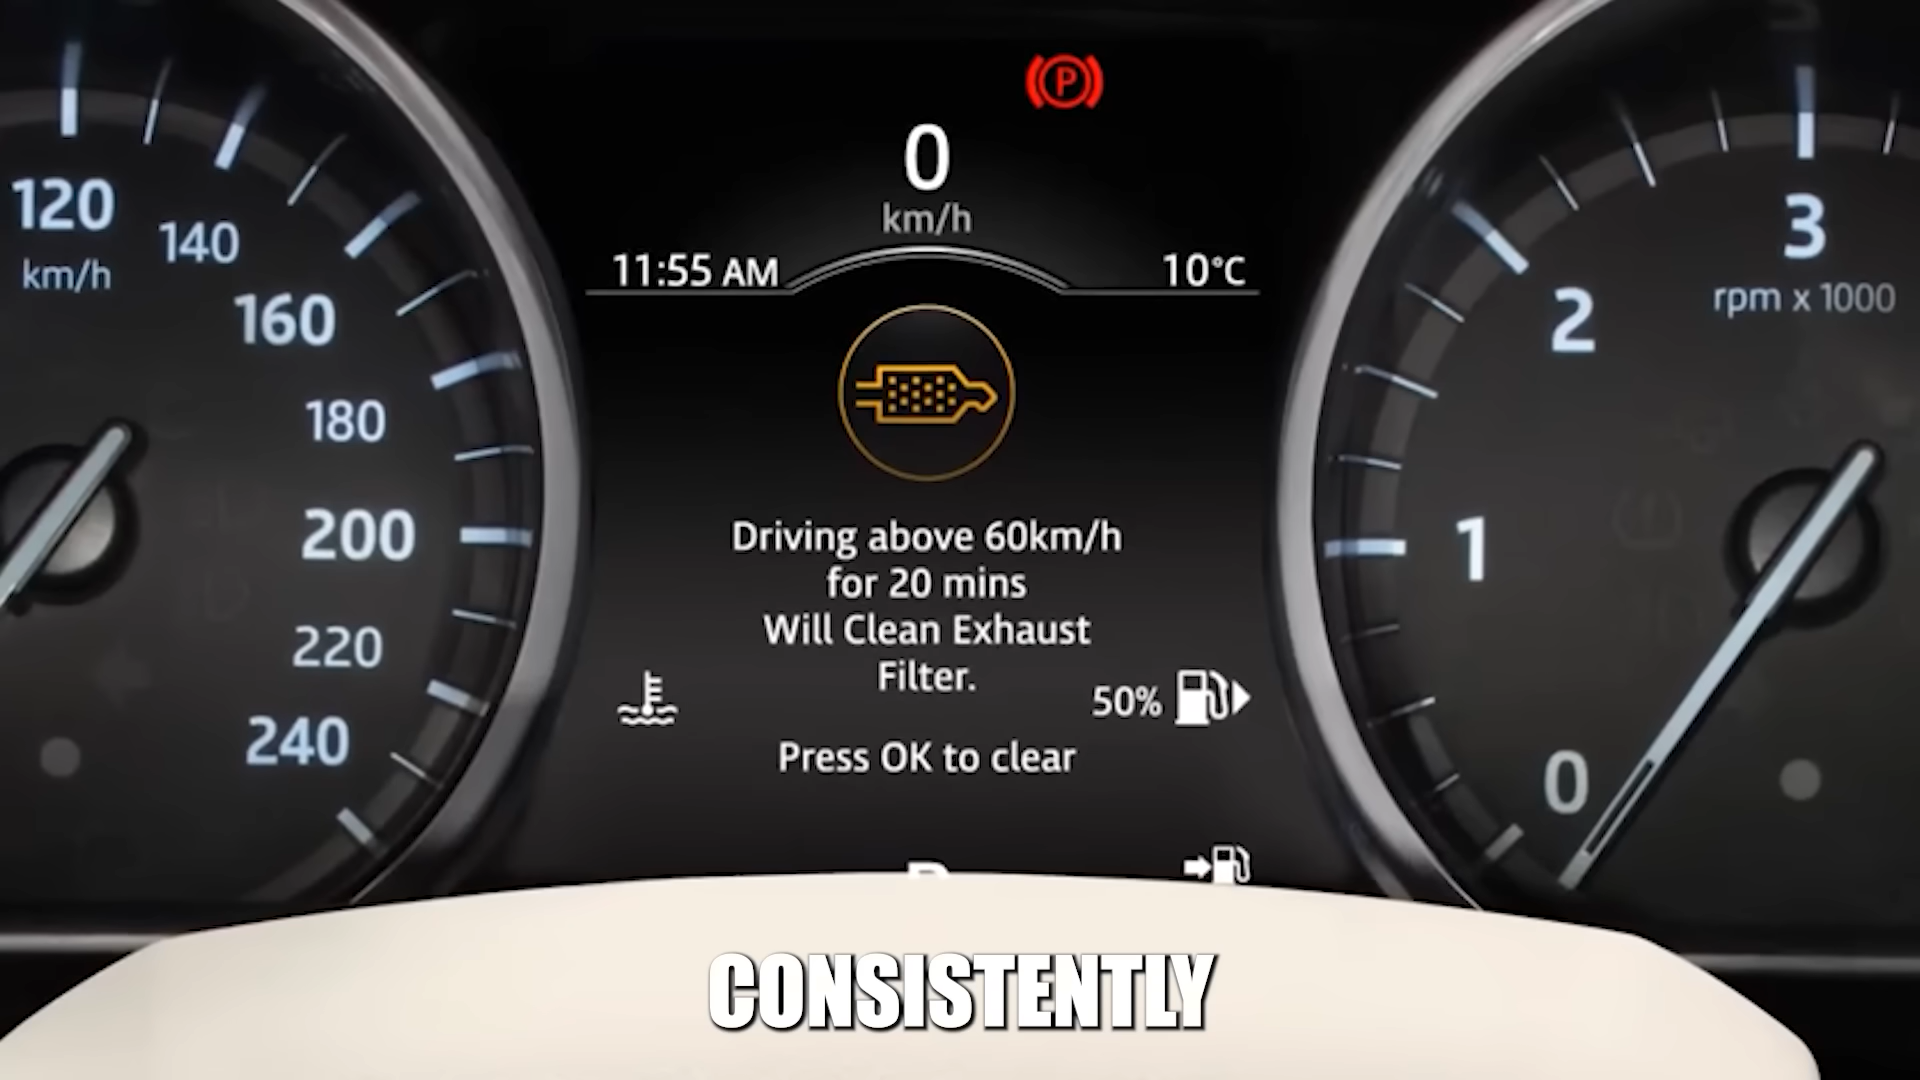 120
km/h
140
160
180
200
220
240
P
0
km/h
11:55 AM
10°C
Driving above 60km/h
for 20 mins
Will Clean Exhaust
Filter.
50%
Press OK to clear
3
rpm x 1000
2
1
0
CONSISTENTLY